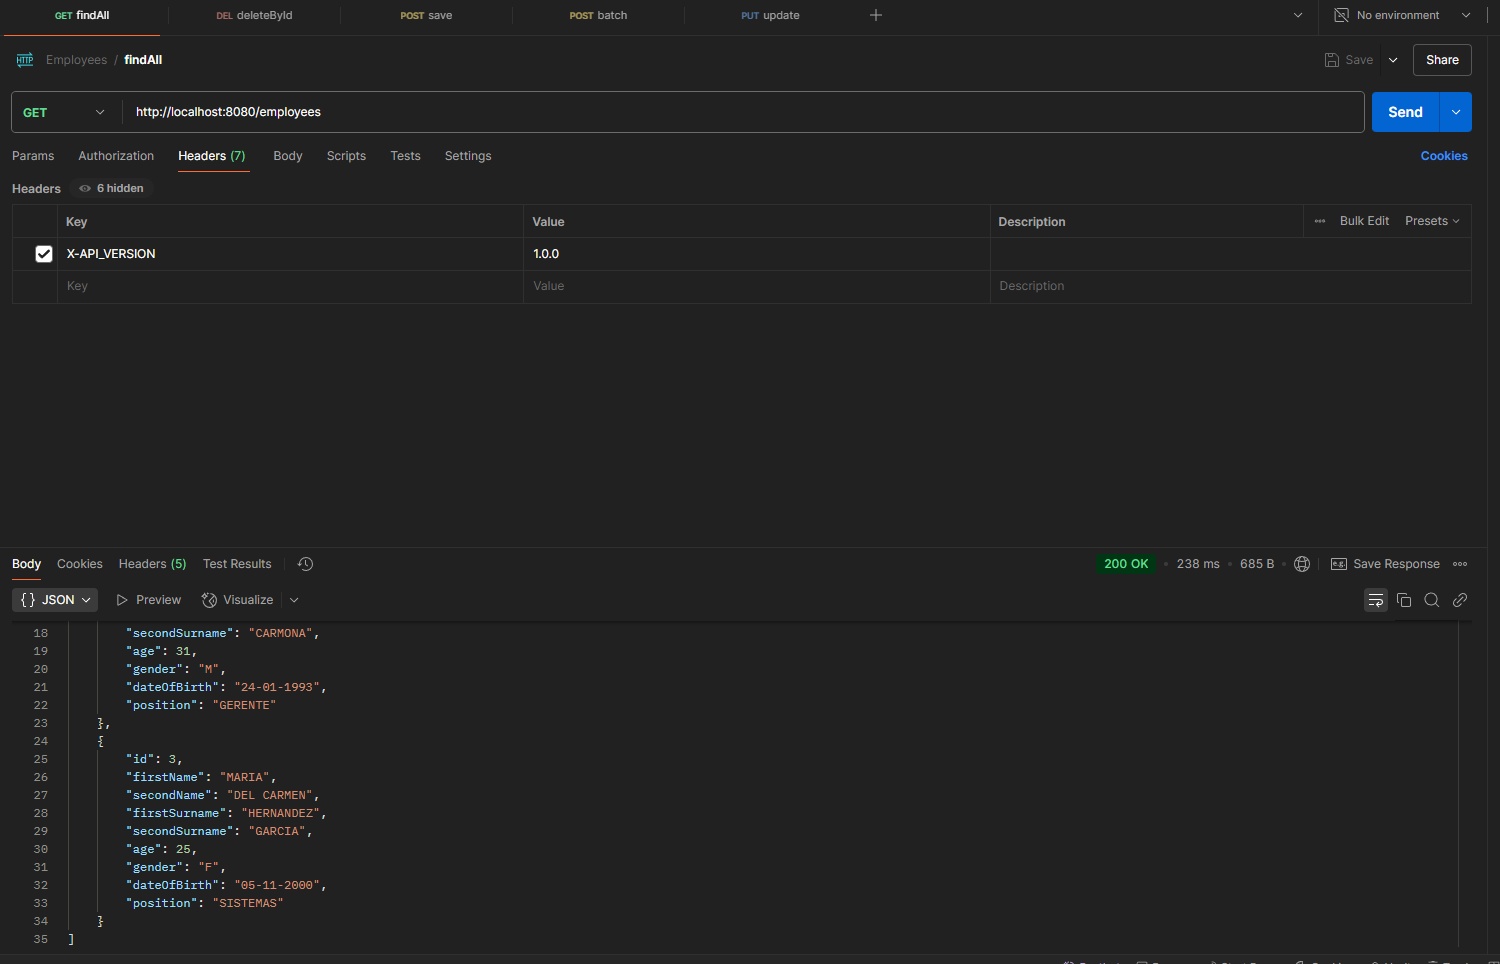 GET findAll DEL deleteById POST save POST batch PUT update No environment
HTTP Employees / findAll Save Share
GET http://localhost:8080/employees Send
Params Authorization Headers (7) Body Scripts Tests Settings Cookies
Headers 6 hidden
Key Value Description Bulk Edit Presets
X-API_VERSION 1.0.0
Key Value Description
Body Cookies Headers (5) Test Results 200 OK • 238 ms • 685 B • e.g. Save Response
{} JSON Preview Visualize
18 "secondSurname": "CARMONA",
19 "age": 31,
20 "gender": "M",
21 "dateOfBirth": "24-01-1993",
22 "position": "GERENTE"
23 },
24 {
25 "id": 3,
26 "firstName": "MARIA",
27 "secondName": "DEL CARMEN",
28 "firstSurname": "HERNANDEZ",
29 "secondSurname": "GARCIA",
30 "age": 25,
31 "gender": "F",
32 "dateOfBirth": "05-11-2000",
33 "position": "SISTEMAS"
34 }
35 ]